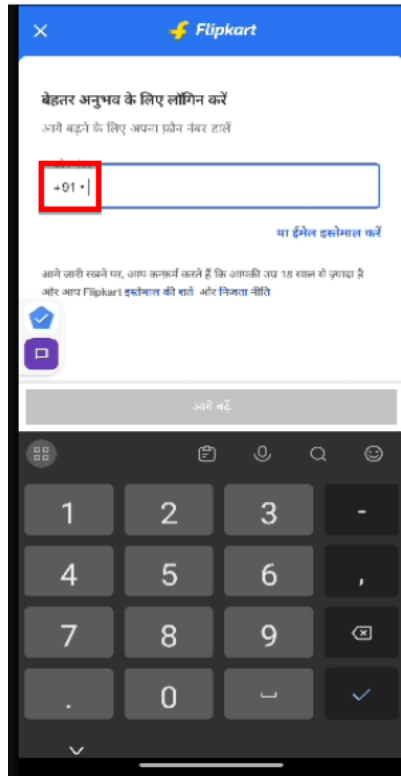 Flipkart
बेहतर अनुभव के लिए लॉगिन करें
आगे बढ़ने के लिए अपना फ़ोन नंबर डालें
+91
या ईमेल इस्तेमाल करें
आगे जारी रखने पर, आप कन्फ़र्म करते हैं कि आपकी उम्र 18 साल से ज़्यादा है
और आप Flipkart इस्तेमाल की शर्तें और निजता नीति
आगे बढ़ें
1 2 3 -
4 5 6 ,
7 8 9
. 0